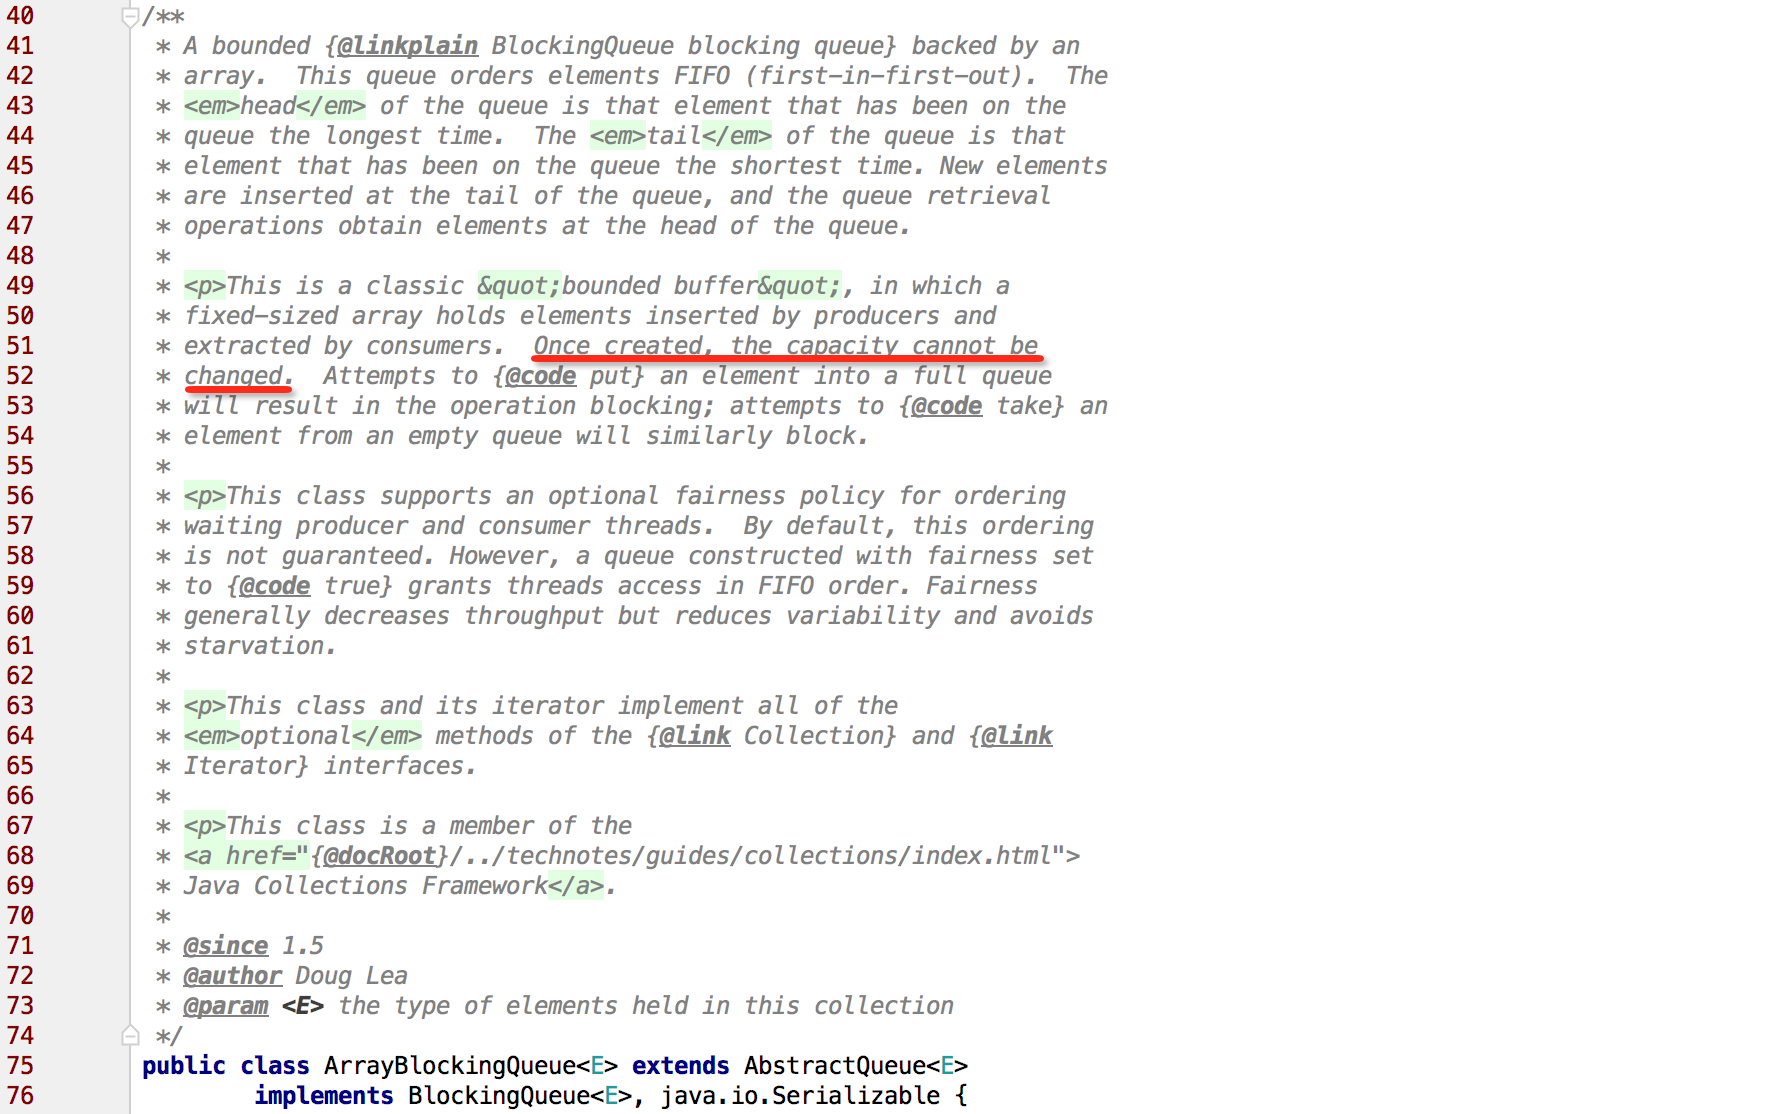 40 /**
41  * A bounded {@linkplain BlockingQueue blocking queue} backed by an
42  * array.  This queue orders elements FIFO (first-in-first-out).  The
43  * <em>head</em> of the queue is that element that has been on the
44  * queue the longest time.  The <em>tail</em> of the queue is that
45  * element that has been on the queue the shortest time. New elements
46  * are inserted at the tail of the queue, and the queue retrieval
47  * operations obtain elements at the head of the queue.
48  *
49  * <p>This is a classic &quot;bounded buffer&quot;, in which a
50  * fixed-sized array holds elements inserted by producers and
51  * extracted by consumers.  Once created, the capacity cannot be
52  * changed.  Attempts to {@code put} an element into a full queue
53  * will result in the operation blocking; attempts to {@code take} an
54  * element from an empty queue will similarly block.
55  *
56  * <p>This class supports an optional fairness policy for ordering
57  * waiting producer and consumer threads.  By default, this ordering
58  * is not guaranteed. However, a queue constructed with fairness set
59  * to {@code true} grants threads access in FIFO order. Fairness
60  * generally decreases throughput but reduces variability and avoids
61  * starvation.
62  *
63  * <p>This class and its iterator implement all of the
64  * <em>optional</em> methods of the {@link Collection} and {@link
65  * Iterator} interfaces.
66  *
67  * <p>This class is a member of the
68  * <a href="{@docRoot}/../technotes/guides/collections/index.html">
69  * Java Collections Framework</a>.
70  *
71  * @since 1.5
72  * @author Doug Lea
73  * @param <E> the type of elements held in this collection
74  */
75 public class ArrayBlockingQueue<E> extends AbstractQueue<E>
76         implements BlockingQueue<E>, java.io.Serializable {